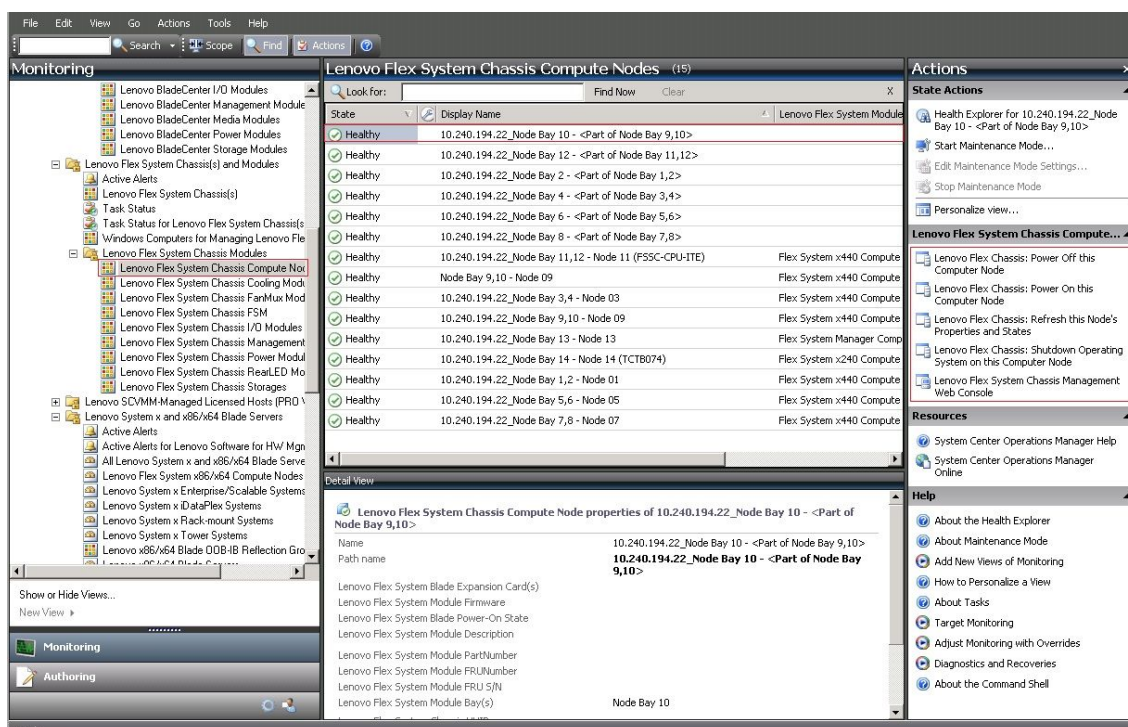 File Edit View Go Actions Tools Help
Search Scope Find Actions
Monitoring
Lenovo BladeCenter I/O Modules
Lenovo BladeCenter Management Module
Lenovo BladeCenter Media Modules
Lenovo BladeCenter Power Modules
Lenovo BladeCenter Storage Modules
Lenovo Flex System Chassis(s) and Modules
Active Alerts
Lenovo Flex System Chassis(s)
Task Status
Task Status for Lenovo Flex System Chassis(s
Windows Computers for Managing Lenovo Fle
Lenovo Flex System Chassis Modules
Lenovo Flex System Chassis Compute Noc
Lenovo Flex System Chassis Cooling Modu
Lenovo Flex System Chassis FanMux Mod
Lenovo Flex System Chassis FSM
Lenovo Flex System Chassis I/O Modules
Lenovo Flex System Chassis Management
Lenovo Flex System Chassis Power Modul
Lenovo Flex System Chassis RearLED Mo
Lenovo Flex System Chassis Storages
Lenovo SCVMM-Managed Licensed Hosts (PRO
Lenovo System x and x86/x64 Blade Servers
Active Alerts
Active Alerts for Lenovo Software for HW Mgn
All Lenovo System x and x86/x64 Blade Serve
Lenovo Flex System x86/x64 Compute Nodes
Lenovo System x Enterprise/Scalable Systems
Lenovo System x iDataPlex Systems
Lenovo System x Rack-mount Systems
Lenovo System x Tower Systems
Lenovo x86/x64 Blade OOB-IB Reflection Gro
Show or Hide Views...
New View
Monitoring
Authoring
Lenovo Flex System Chassis Compute Nodes (15)
Look for: Find Now Clear X
State Display Name Lenovo Flex System Module
Healthy 10.240.194.22_Node Bay 10 - <Part of Node Bay 9,10>
Healthy 10.240.194.22_Node Bay 12 - <Part of Node Bay 11,12>
Healthy 10.240.194.22_Node Bay 2 - <Part of Node Bay 1,2>
Healthy 10.240.194.22_Node Bay 4 - <Part of Node Bay 3,4>
Healthy 10.240.194.22_Node Bay 6 - <Part of Node Bay 5,6>
Healthy 10.240.194.22_Node Bay 8 - <Part of Node Bay 7,8>
Healthy 10.240.194.22_Node Bay 11,12 - Node 11 (FSSC-CPU-ITE) Flex System x440 Compute
Healthy Node Bay 9,10 - Node 09 Flex System x440 Compute
Healthy 10.240.194.22_Node Bay 3,4 - Node 03 Flex System x440 Compute
Healthy 10.240.194.22_Node Bay 9,10 - Node 09 Flex System x440 Compute
Healthy 10.240.194.22_Node Bay 13 - Node 13 Flex System Manager Comp
Healthy 10.240.194.22_Node Bay 14 - Node 14 (TCTB074) Flex System x240 Compute
Healthy 10.240.194.22_Node Bay 1,2 - Node 01 Flex System x440 Compute
Healthy 10.240.194.22_Node Bay 5,6 - Node 05 Flex System x440 Compute
Healthy 10.240.194.22_Node Bay 7,8 - Node 07 Flex System x440 Compute
Detail View
Lenovo Flex System Chassis Compute Node properties of 10.240.194.22_Node Bay 10 - <Part of
Node Bay 9,10>
Name 10.240.194.22_Node Bay 10 - <Part of Node Bay 9,10>
Path name 10.240.194.22_Node Bay 10 - <Part of Node Bay
9,10>
Lenovo Flex System Blade Expansion Card(s)
Lenovo Flex System Module Firmware
Lenovo Flex System Blade Power-On State
Lenovo Flex System Module Description
Lenovo Flex System Module PartNumber
Lenovo Flex System Module FRUNumber
Lenovo Flex System Module FRU S/N
Lenovo Flex System Module Bay(s) Node Bay 10
Actions
State Actions
Health Explorer for 10.240.194.22_Node
Bay 10 - <Part of Node Bay 9,10>
Start Maintenance Mode...
Edit Maintenance Mode Settings...
Stop Maintenance Mode
Personalize view...
Lenovo Flex System Chassis Compute...
Lenovo Flex Chassis: Power Off this
Computer Node
Lenovo Flex Chassis: Power On this
Computer Node
Lenovo Flex Chassis: Refresh this Node's
Properties and States
Lenovo Flex Chassis: Shutdown Operating
System on this Computer Node
Lenovo Flex System Chassis Management
Web Console
Resources
System Center Operations Manager Help
System Center Operations Manager
Online
Help
About the Health Explorer
About Maintenance Mode
Add New Views of Monitoring
How to Personalize a View
About Tasks
Target Monitoring
Adjust Monitoring with Overrides
Diagnostics and Recoveries
About the Command Shell